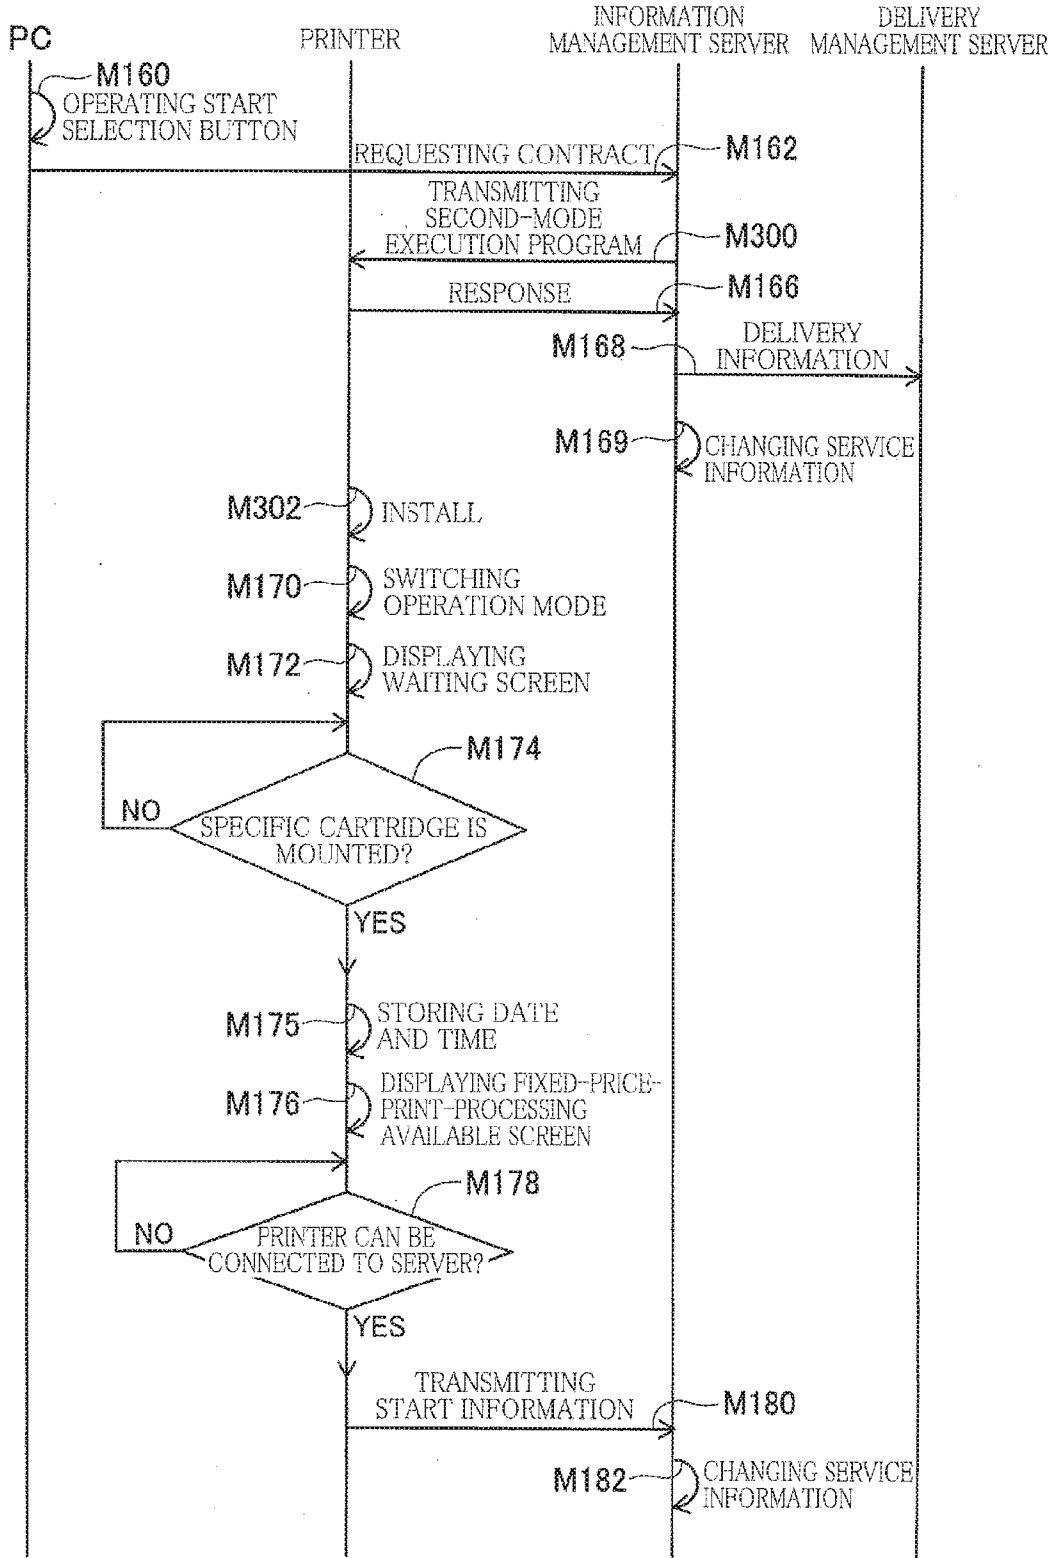 PC
PRINTER
INFORMATION
MANAGEMENT SERVER
DELIVERY
MANAGEMENT SERVER
M160
OPERATING START
SELECTION BUTTON
REQUESTING CONTRACT
M162
TRANSMITTING
SECOND-MODE
EXECUTION PROGRAM
M300
RESPONSE
M166
M168
DELIVERY
INFORMATION
M169
CHANGING SERVICE
INFORMATION
M302
INSTALL
M170
SWITCHING
OPERATION MODE
M172
DISPLAYING
WAITING SCREEN
M174
NO
SPECIFIC CARTRIDGE IS
MOUNTED?
YES
M175
STORING DATE
AND TIME
M176
DISPLAYING FIXED-PRICE-
PRINT-PROCESSING
AVAILABLE SCREEN
M178
NO
PRINTER CAN BE
CONNECTED TO SERVER?
YES
TRANSMITTING
START INFORMATION
M180
M182
CHANGING SERVICE
INFORMATION